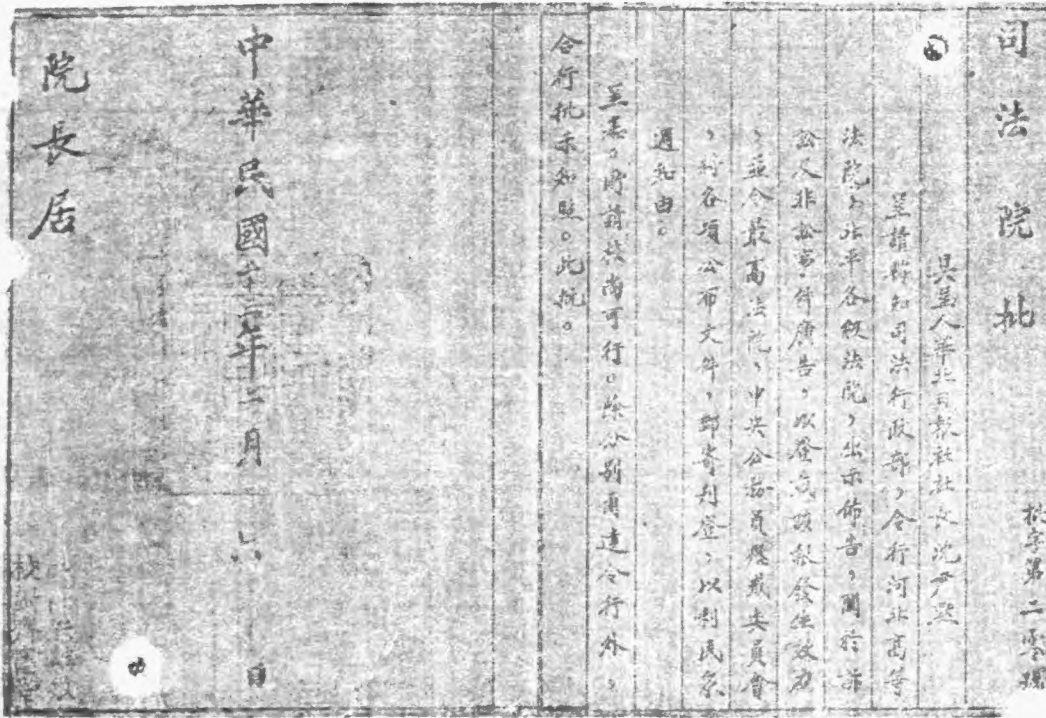 司法院批
批字第二零號
具呈人華北日報社社長沈尹默
呈請轉知司法行政部,令行河北高等
法院,北平各級法院,出示佈告,關於訴
訟人非訟事件廣告,以登載該報發生效力
,並令最高法院、中央公務員懲戒委員會
,對各項公布文件,郵寄刊登,以利民眾
週知由。
呈悉。所請核尚可行。除分別函達令行外,
合行批示知照。此批。
中華民國年二月六日
院長居